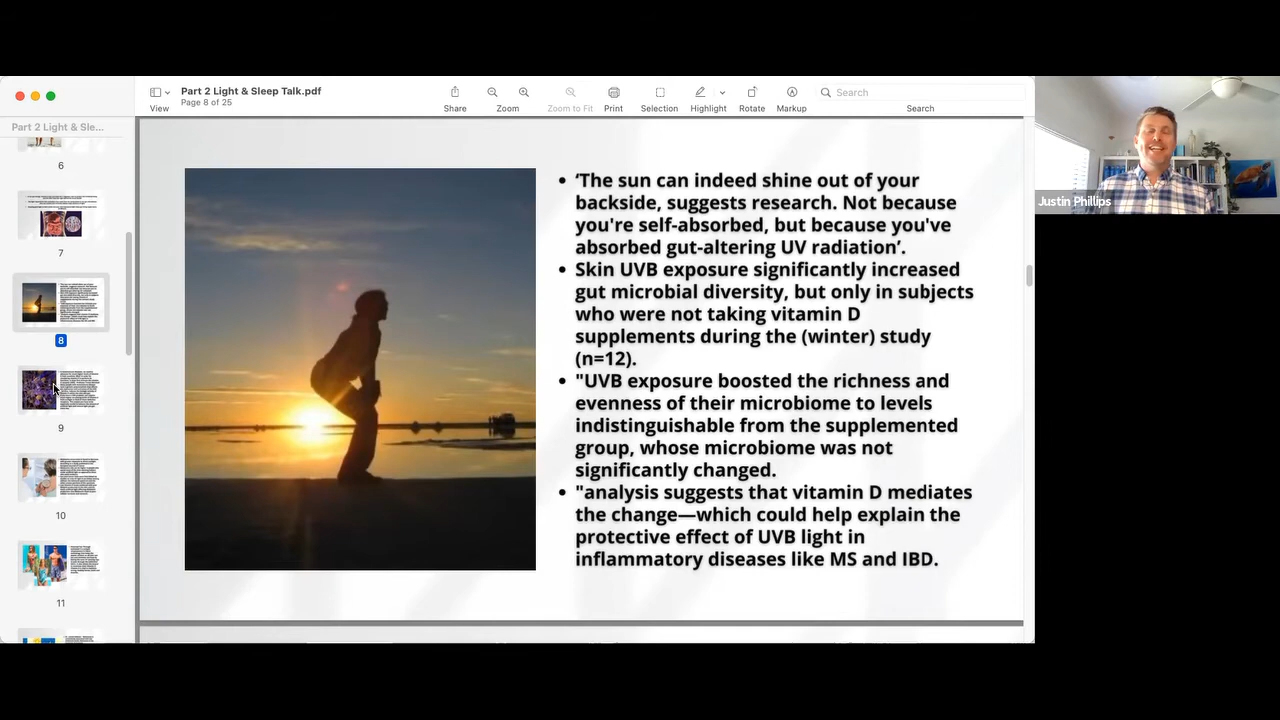 Part 2 Light & Sleep Talk.pdf
Page 8 of 25
View
Share
Zoom
Zoom to Fit
Print
Selection
Highlight
Rotate
Markup
Search
Search
Part 2 Light & Sle...
6
7
8
9
10
11
• ‘The sun can indeed shine out of your
backside, suggests research. Not because
you're self-absorbed, but because you've
absorbed gut-altering UV radiation’.
• Skin UVB exposure significantly increased
gut microbial diversity, but only in subjects
who were not taking vitamin D
supplements during the (winter) study
(n=12).
• "UVB exposure boosted the richness and
evenness of their microbiome to levels
indistinguishable from the supplemented
group, whose microbiome was not
significantly changed.
• "analysis suggests that vitamin D mediates
the change—which could help explain the
protective effect of UVB light in
inflammatory diseases like MS and IBD.
Justin Phillips